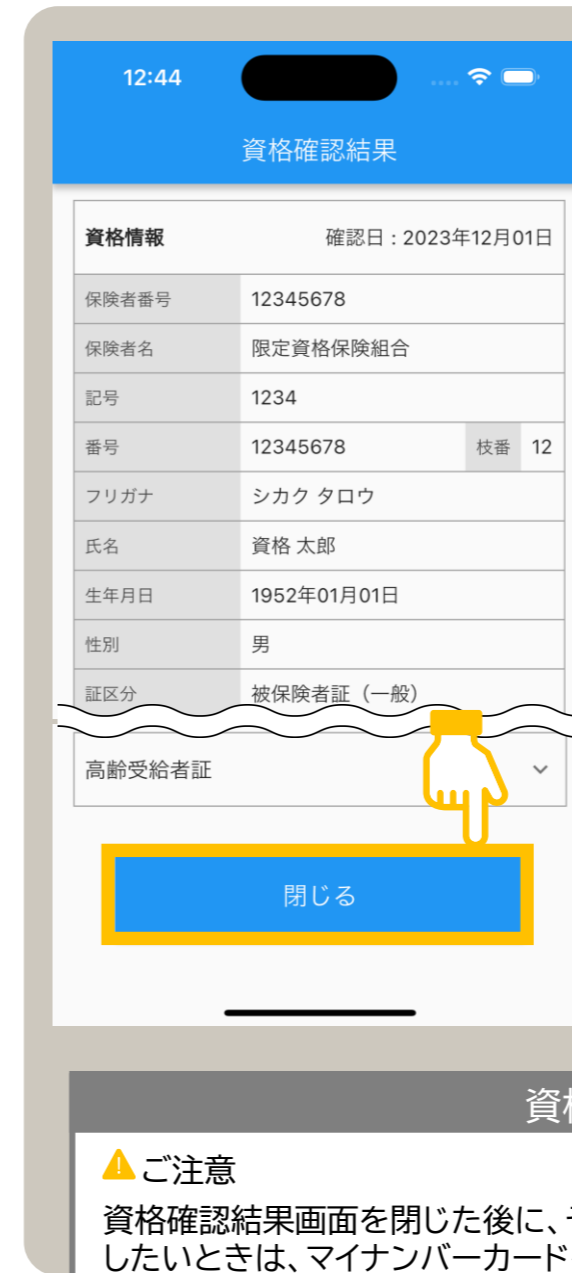 12:44
資格確認結果
資格情報 確認日:2023年12月01日
保険者番号 12345678
保険者名 限定資格保険組合
記号 1234
番号 12345678 枝番 12
フリガナ シカク タロウ
氏名 資格 太郎
生年月日 1952年01月01日
性別 男
証区分 被保険者証（一般）
高齢受給者証
閉じる
資
ご注意
資格確認結果画面を閉じた後に、
したいときは、マイナンバーカード